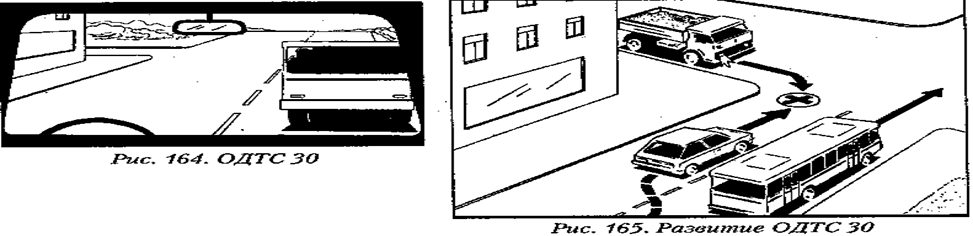 Рис. 164. ОДТС 30
Рис. 165. Развитие ОДТС 30